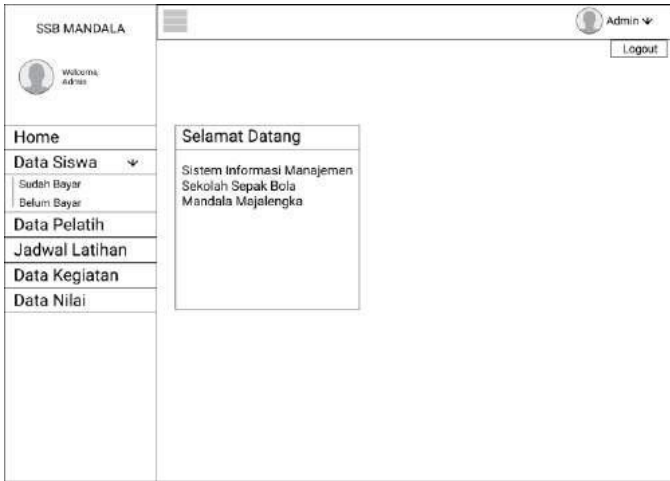 SSB MANDALA
Welcome,
Admin
Home
Data Siswa
Sudah Bayar
Belum Bayar
Data Pelatih
Jadwal Latihan
Data Kegiatan
Data Nilai
Admin
Logout
Selamat Datang
Sistem Informasi Manajemen
Sekolah Sepak Bola
Mandala Majalengka